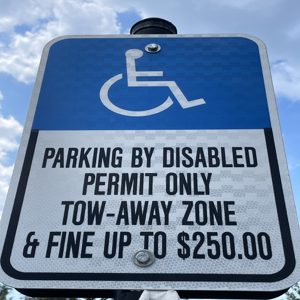 PARKING BY DISABLED
PERMIT ONLY
TOW-AWAY ZONE
& FINE UP TO $250.00